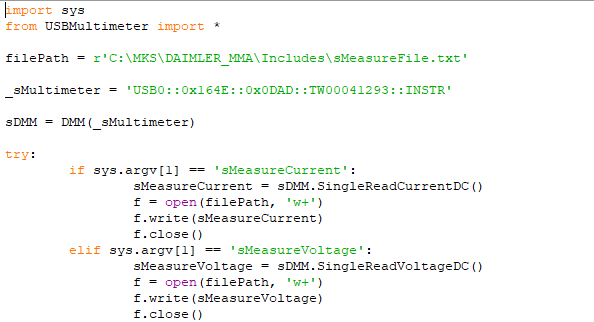 import sys
from USBMultimeter import *
filePath = r'C:\MKS\DAIMLER_MMA\Includes\sMeasureFile.txt'
_sMultimeter = 'USB0::0x164E::0x0DAD::TW00041293::INSTR'
sDMM = DMM(_sMultimeter)
try:
        if sys.argv[1] == 'sMeasureCurrent':
                sMeasureCurrent = sDMM.SingleReadCurrentDC()
                f = open(filePath, 'w+')
                f.write(sMeasureCurrent)
                f.close()
        elif sys.argv[1] == 'sMeasureVoltage':
                sMeasureVoltage = sDMM.SingleReadVoltageDC()
                f = open(filePath, 'w+')
                f.write(sMeasureVoltage)
                f.close()